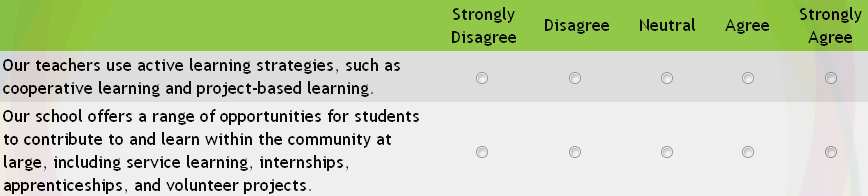 Strongly Disagree Disagree Neutral Agree Strongly Agree
Our teachers use active learning strategies, such as
cooperative learning and project-based learning.
Our school offers a range of opportunities for students
to contribute to and learn within the community at
large, including service learning, internships,
apprenticeships, and volunteer projects.